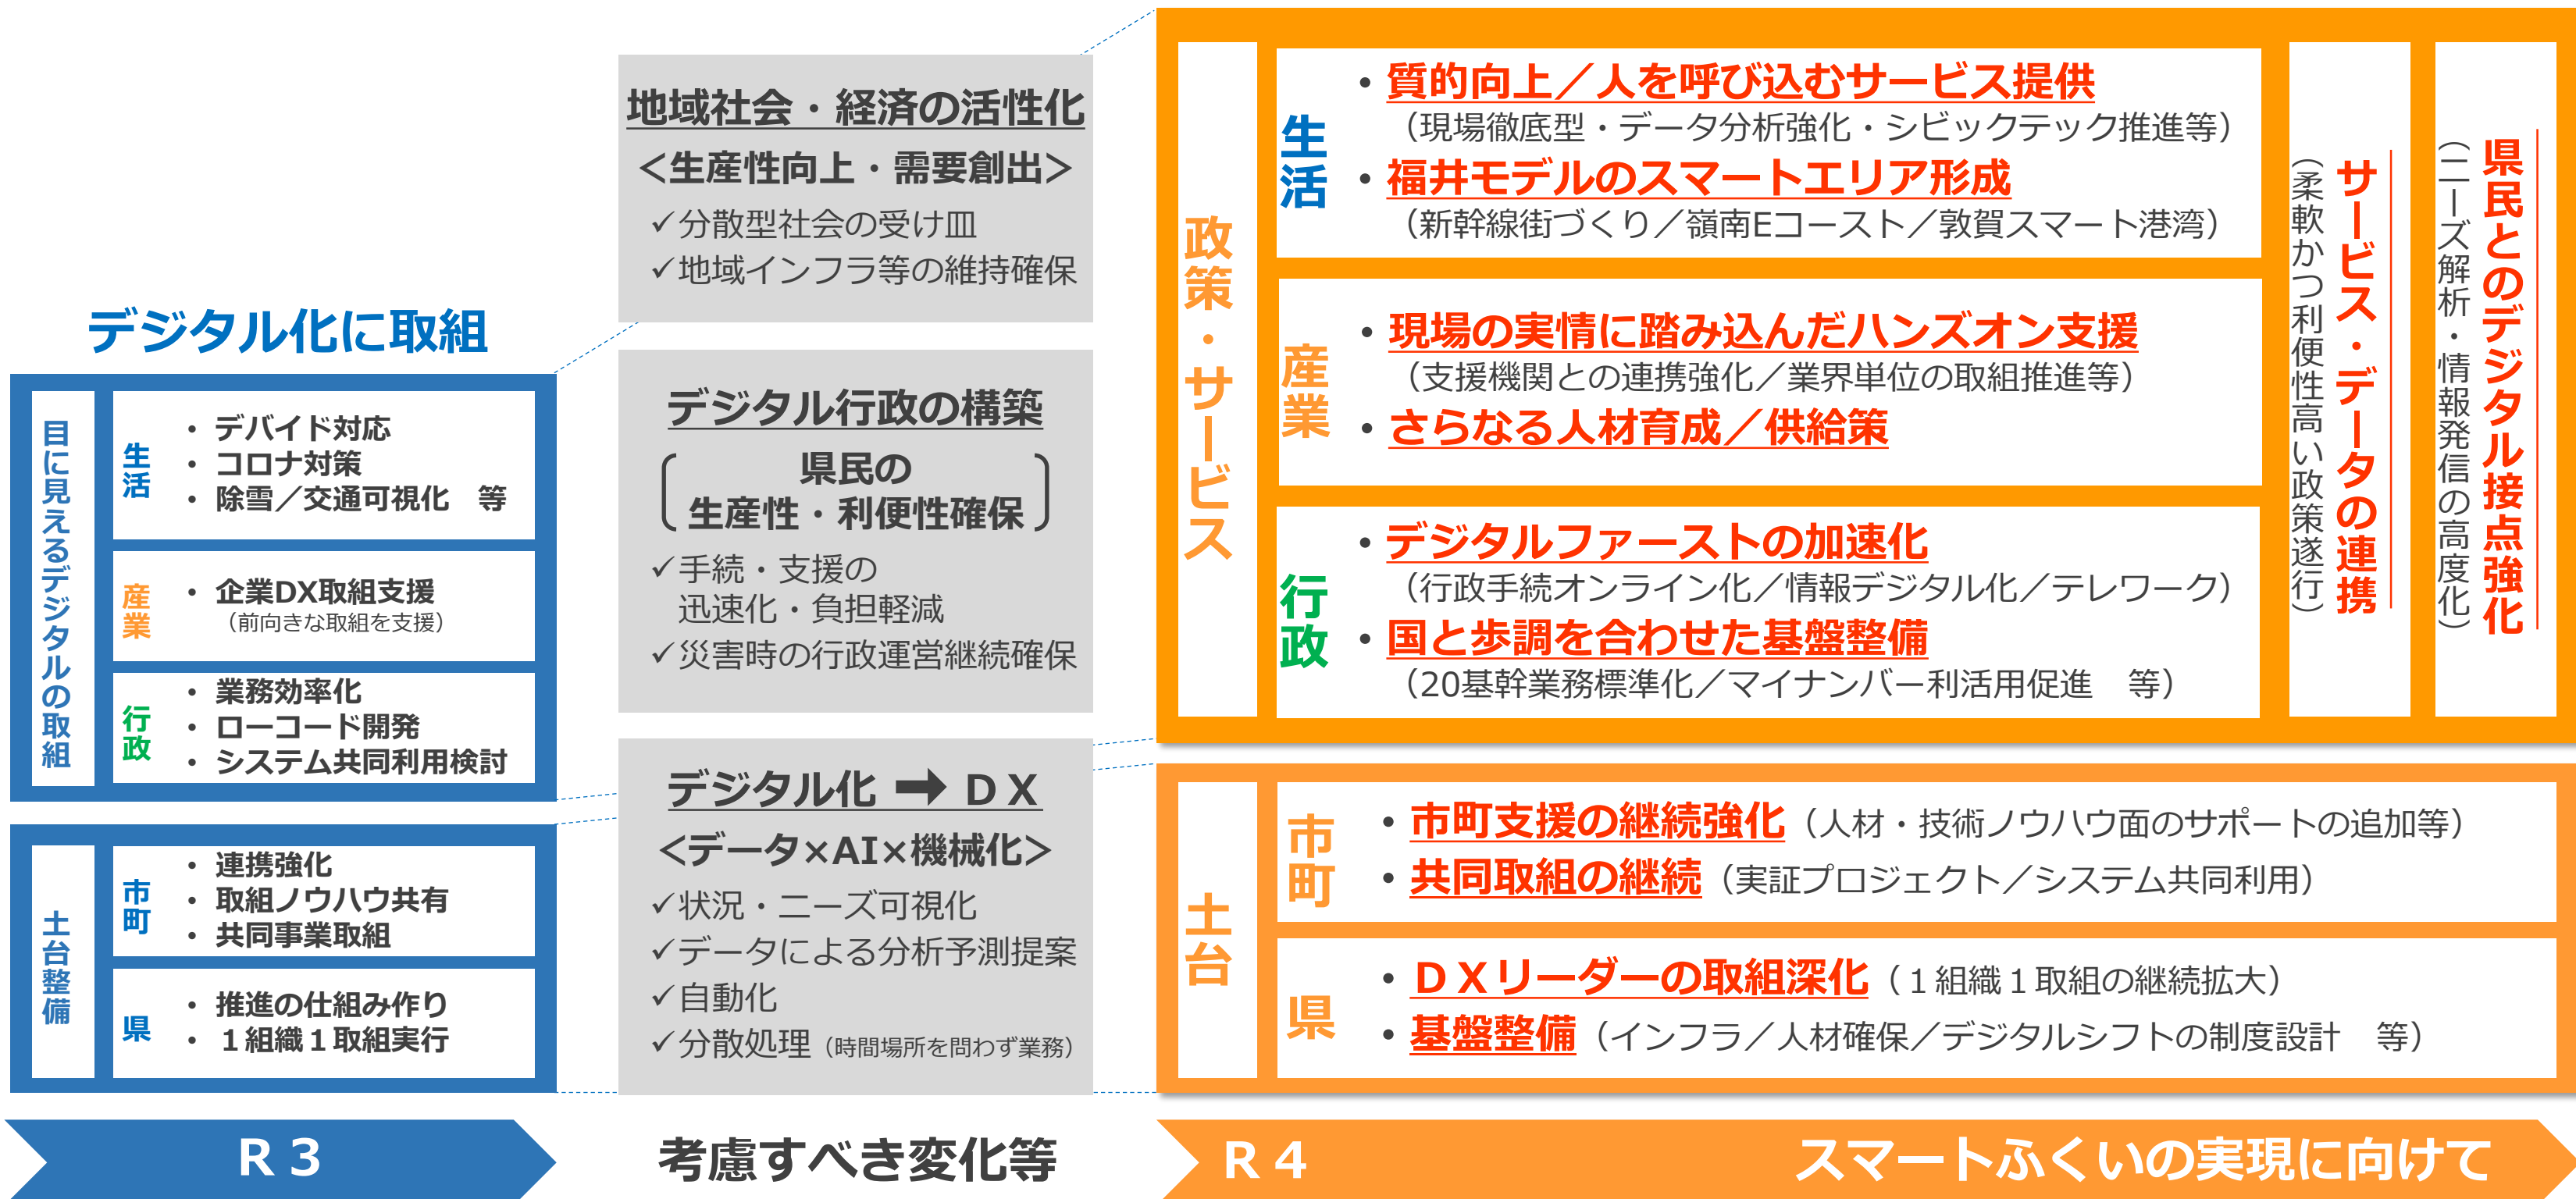 デジタル化に取組
目に見えるデジタルの取組
生活
・ デバイド対応
・ コロナ対策
・ 除雪／交通可視化　等
産業
・ 企業DX取組支援
（前向きな取組を支援）
行政
・ 業務効率化
・ ローコード開発
・ システム共同利用検討
土台整備
市町
・ 連携強化
・ 取組ノウハウ共有
・ 共同事業取組
県
・ 推進の仕組み作り
・ １組織１取組実行
Ｒ３
地域社会・経済の活性化
＜生産性向上・需要創出＞
✓分散型社会の受け皿
✓地域インフラ等の維持確保
デジタル行政の構築
県民の
生産性・利便性確保
✓手続・支援の
迅速化・負担軽減
✓災害時の行政運営継続確保
デジタル化 ➡ ＤＸ
＜データ×AI×機械化＞
✓状況・ニーズ可視化
✓データによる分析予測提案
✓自動化
✓分散処理（時間場所を問わず業務）
考慮すべき変化等
政策・サービス
生活
・質的向上／人を呼び込むサービス提供
（現場徹底型・データ分析強化・シビックテック推進等）
・福井モデルのスマートエリア形成
（新幹線街づくり／嶺南Eコースト／敦賀スマート港湾）
産業
・現場の実情に踏み込んだハンズオン支援
（支援機関との連携強化／業界単位の取組推進等）
・さらなる人材育成／供給策
行政
・デジタルファーストの加速化
（行政手続オンライン化／情報デジタル化／テレワーク）
・国と歩調を合わせた基盤整備
（20基幹業務標準化／マイナンバー利活用促進　等）
サービス・データの連携
（柔軟かつ利便性高い政策遂行）
県民とのデジタル接点強化
（ニーズ解析・情報発信の高度化）
土台
市町
・市町支援の継続強化（人材・技術ノウハウ面のサポートの追加等）
・共同取組の継続（実証プロジェクト／システム共同利用）
県
・ＤＸリーダーの取組深化（１組織１取組の継続拡大）
・基盤整備（インフラ／人材確保／デジタルシフトの制度設計　等）
Ｒ４
スマートふくいの実現に向けて